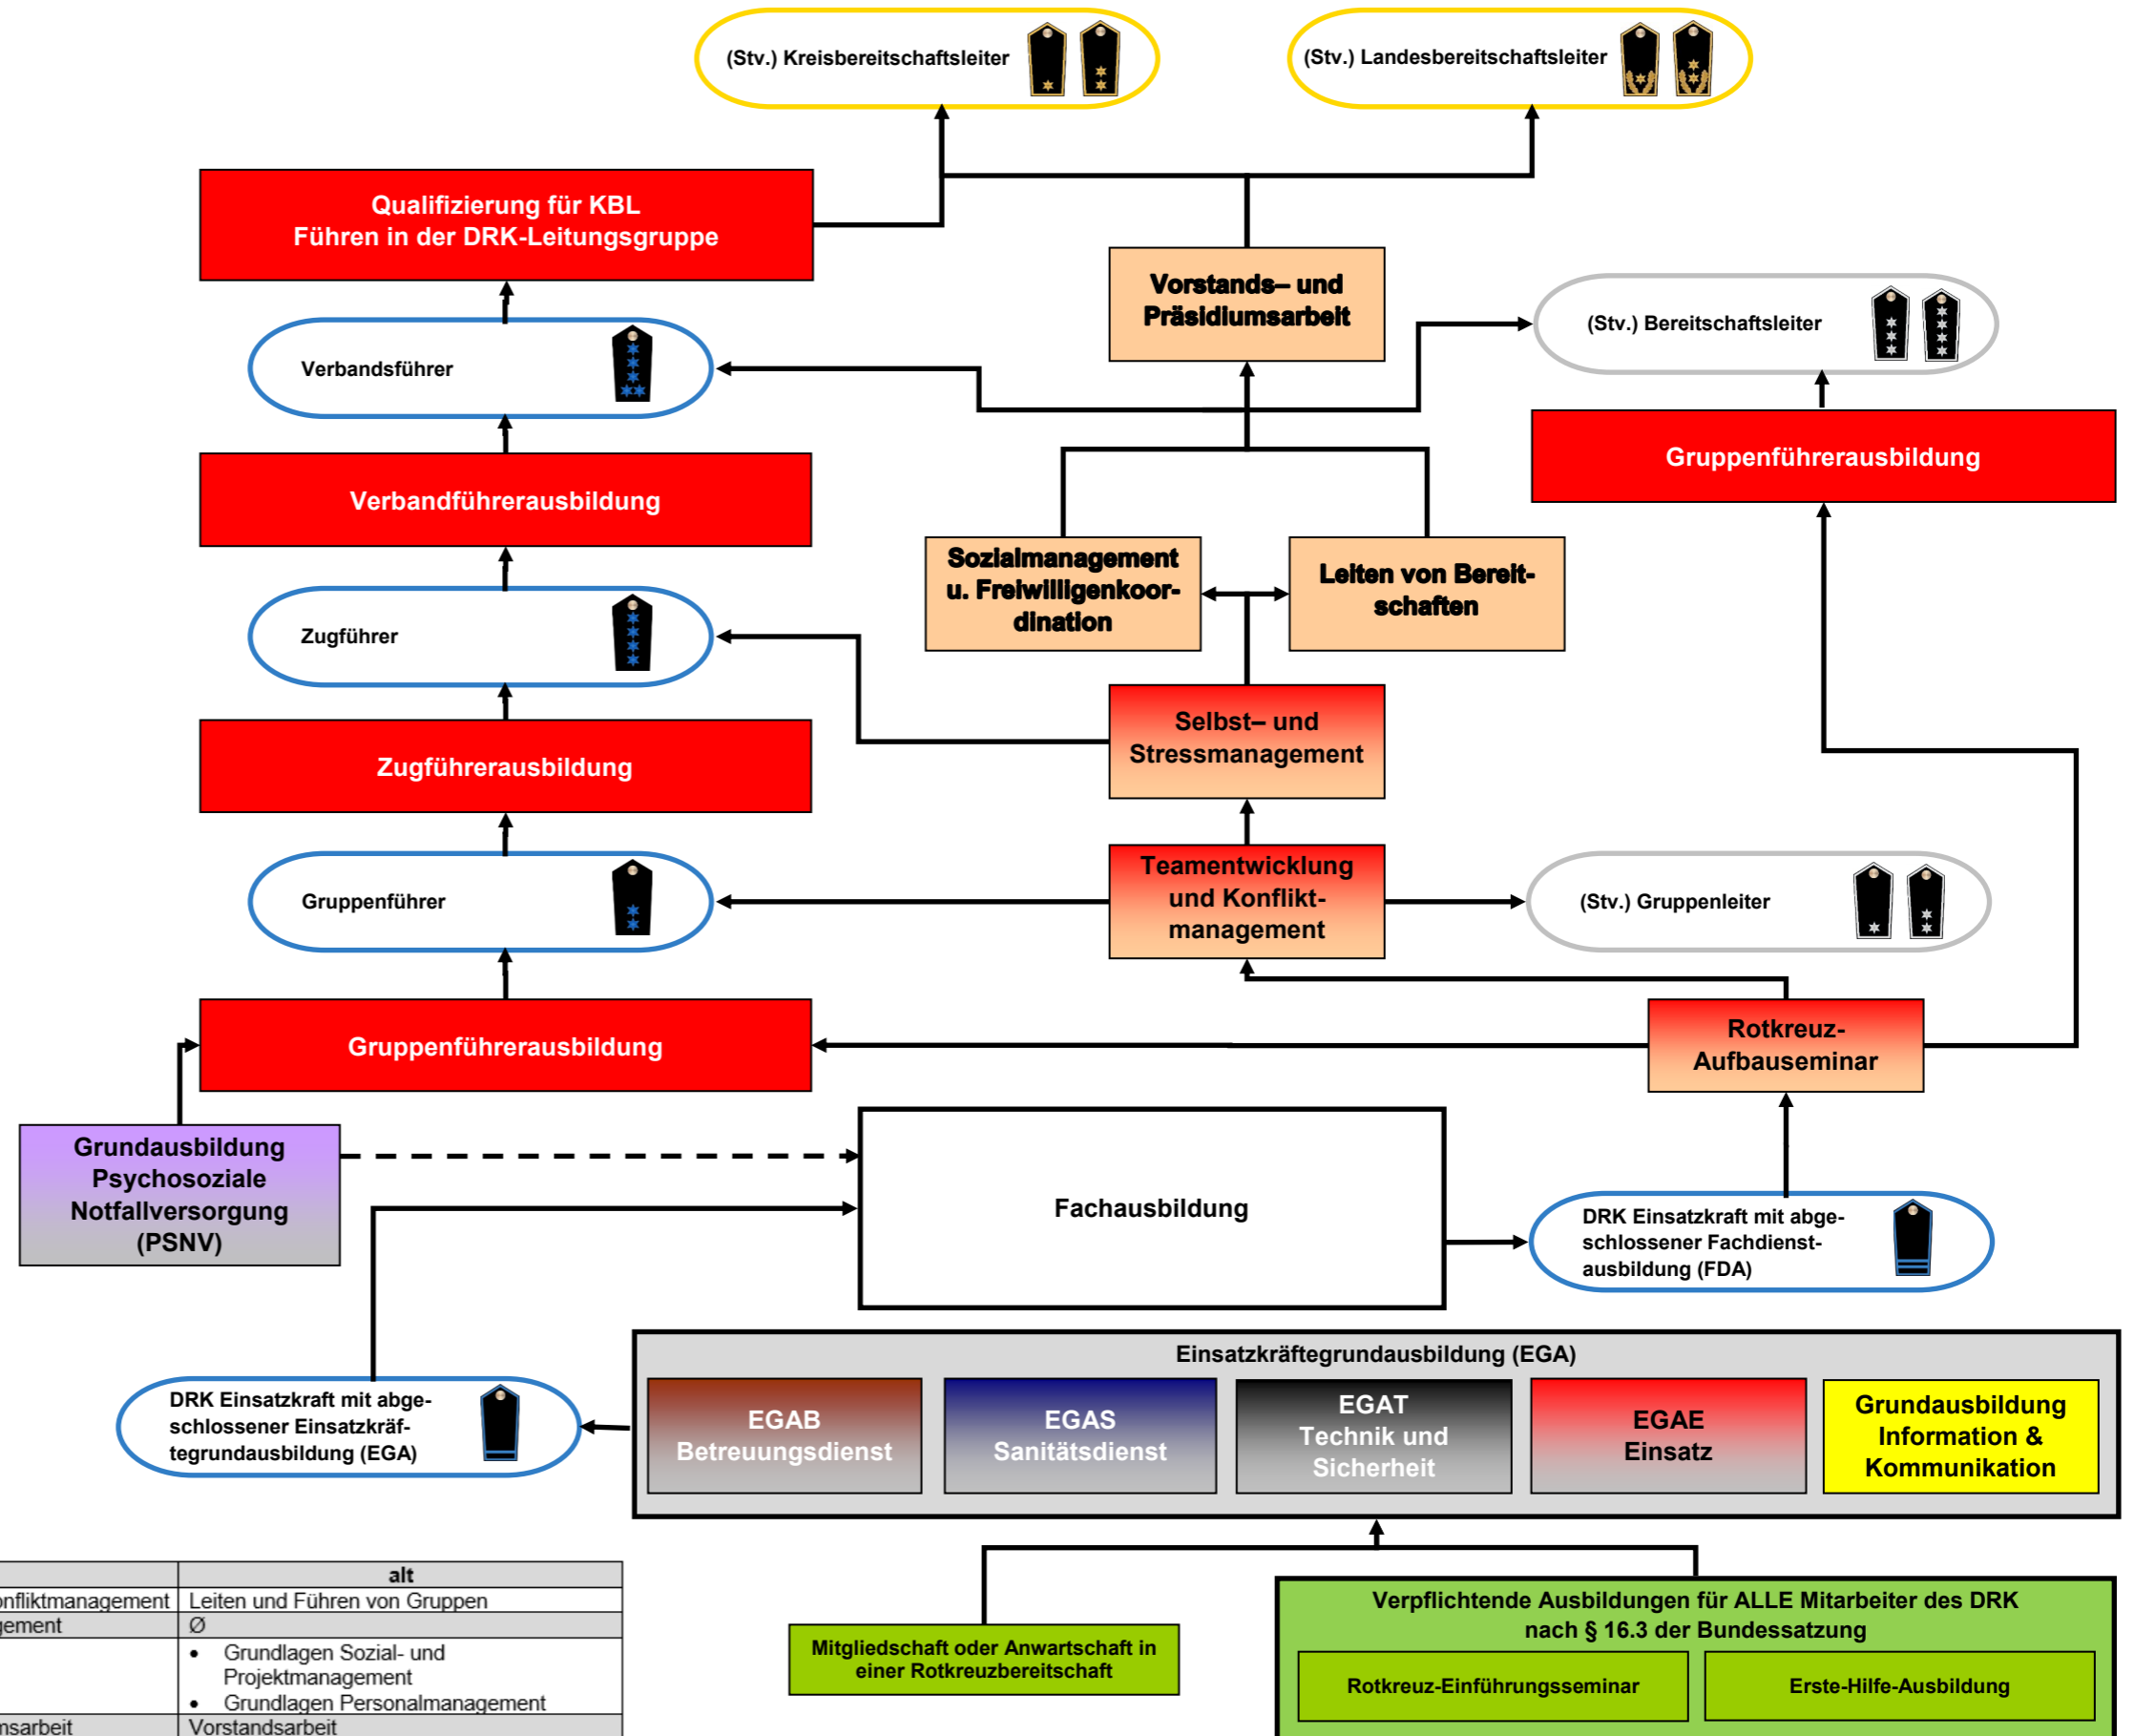 (Stv.) Kreisbereitschaftsleiter
(Stv.) Landesbereitschaftsleiter
Qualifizierung für KBL
Führen in der DRK-Leitungsgruppe
Vorstands– und
Präsidiumsarbeit
(Stv.) Bereitschaftsleiter
Verbandsführer
Gruppenführerausbildung
Verbandführerausbildung
Sozialmanagement
u. Freiwilligenkoor-
dination
Leiten von Bereit-
schaften
Zugführer
Selbst– und
Stressmanagement
Zugführerausbildung
Teamentwicklung
und Konflikt-
management
Gruppenführer
(Stv.) Gruppenleiter
Gruppenführerausbildung
Rotkreuz-
Aufbauseminar
Grundausbildung
Psychosoziale
Notfallversorgung
(PSNV)
Fachausbildung
DRK Einsatzkraft mit abge-
schlossener Fachdienst-
ausbildung (FDA)
Einsatzkräftegrundausbildung (EGA)
DRK Einsatzkraft mit abge-
schlossener Einsatzkräf-
tegrundausbildung (EGA)
EGAB
Betreuungsdienst
EGAS
Sanitätsdienst
EGAT
Technik und
Sicherheit
EGAE
Einsatz
Grundausbildung
Information &
Kommunikation
alt
onfliktmanagement Leiten und Führen von Gruppen
gement Ø
• Grundlagen Sozial- und
Projektmanagement
• Grundlagen Personalmanagement
msarbeit Vorstandsarbeit
Mitgliedschaft oder Anwartschaft in
einer Rotkreuzbereitschaft
Verpflichtende Ausbildungen für ALLE Mitarbeiter des DRK
nach § 16.3 der Bundessatzung
Rotkreuz-Einführungsseminar
Erste-Hilfe-Ausbildung